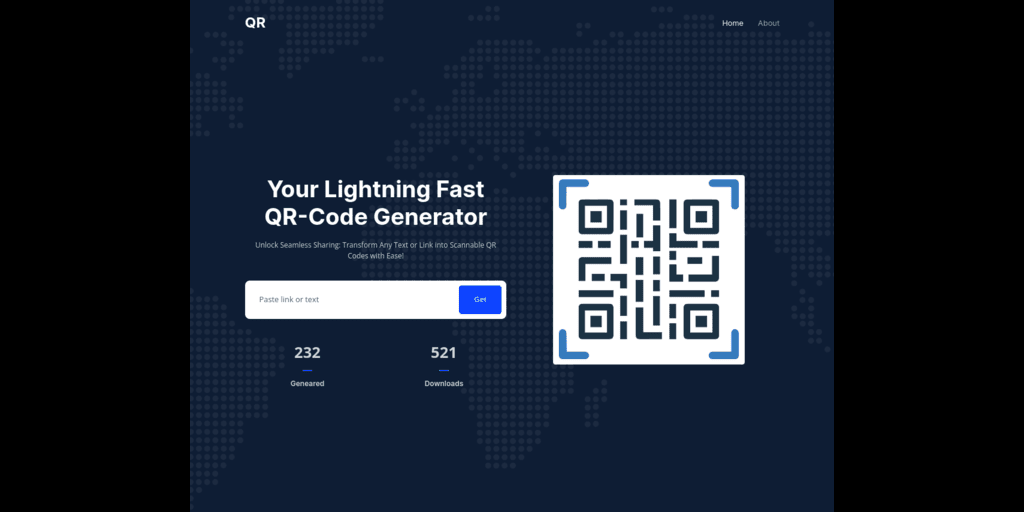 QR
Home
About
Your Lightning Fast
QR-Code Generator
Unlock Seamless Sharing: Transform Any Text or Link into Scannable QR
Codes with Ease!
Paste link or text
Get
232
521
Geneared
Downloads